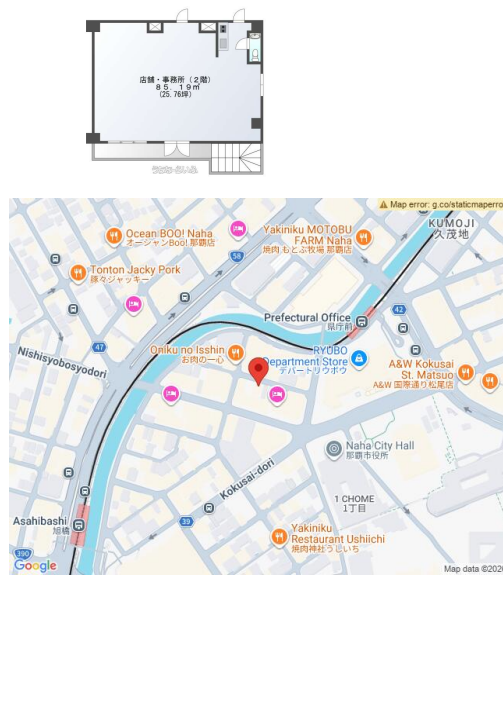 店舗・事務所（２階）
８５．１９㎡
（25.76坪）
Map error: g.co/staticmaperro
KUMOJI
久茂地
Ocean BOO! Naha
オーシャンBoo! 那覇店
Yakiniku MOTOBU
FARM Naha
焼肉 もとぶ牧場 那覇店
58
Tonton Jacky Park
豚々ジャッキー
42
Prefectural Office
県庁前
47
Nishisyobosyodori
Oniku no Isshin
お肉の一心
RYUBO
Department Store
デパートリウボウ
A&W Kokusai
St. Matsuo
A&W 国際通り松尾店
Naha City Hall
那覇市役所
Kokusai-dori
1 CHOME
1丁目
Asahibashi
旭橋
39
Yakiniku
Restaurant Ushiichi
焼肉神社うしいち
390
Google
Map data ©2026